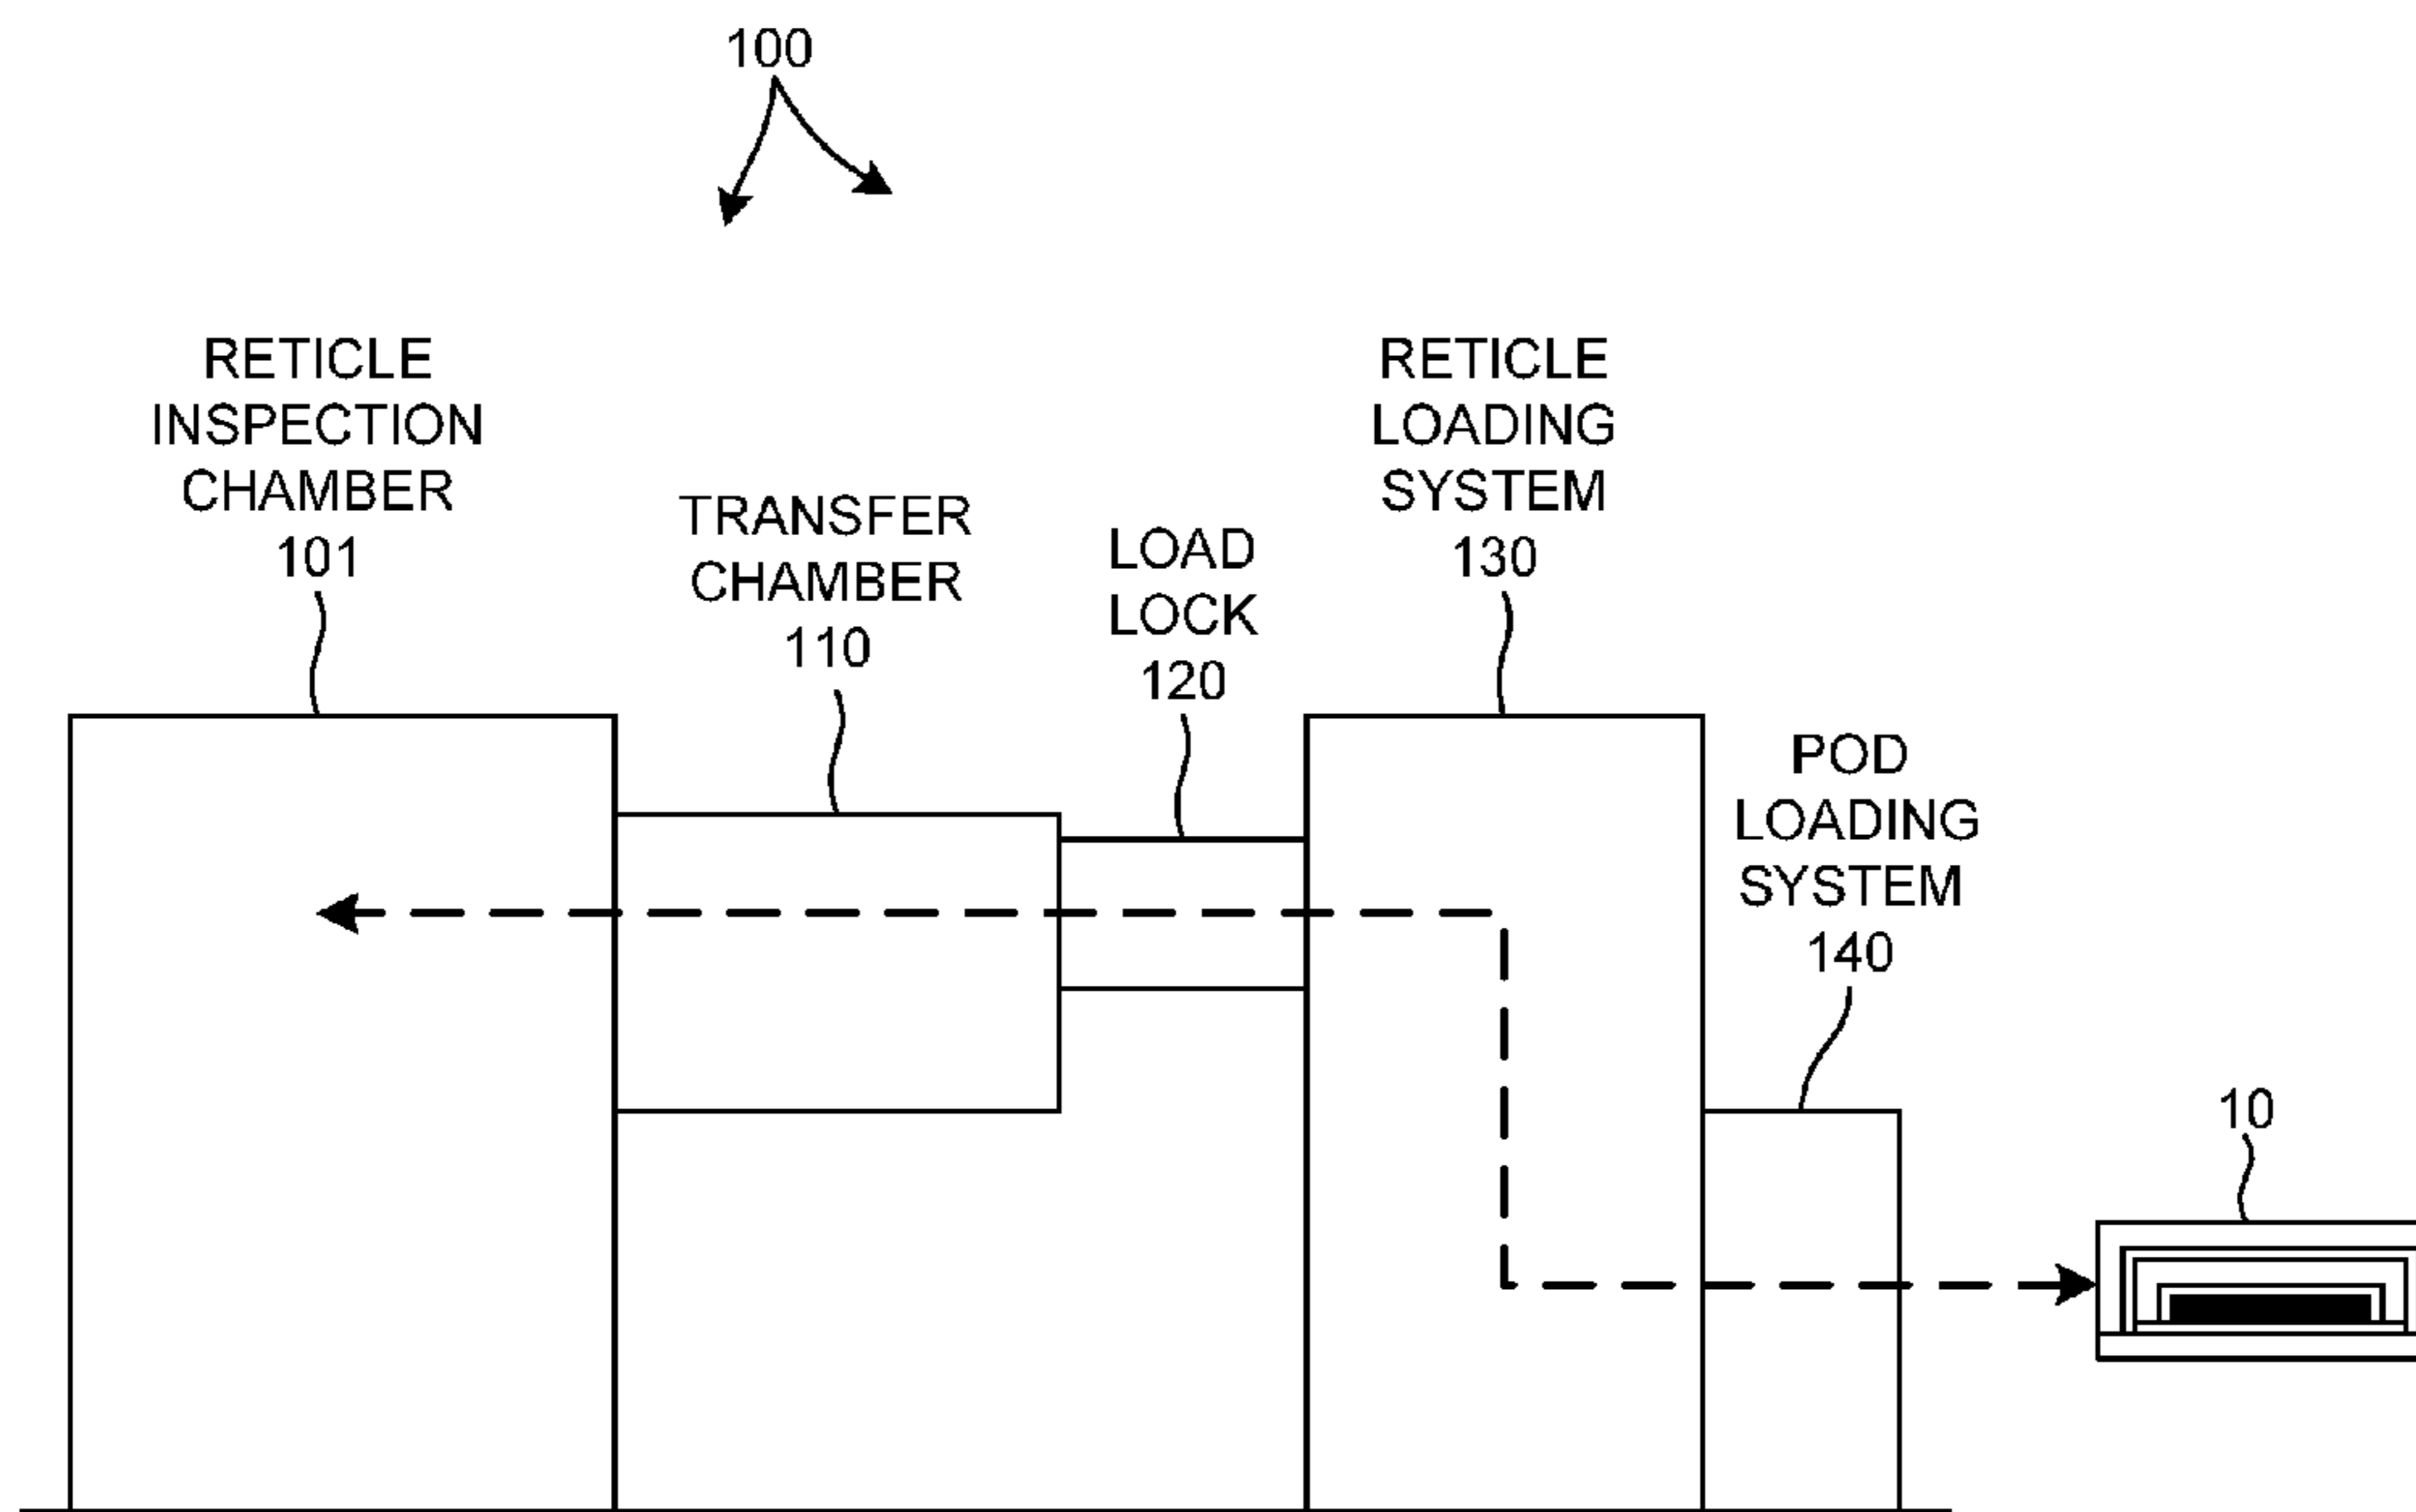 100
RETICLE
INSPECTION
CHAMBER
101
TRANSFER
CHAMBER
110
LOAD
LOCK
120
RETICLE
LOADING
SYSTEM
130
POD
LOADING
SYSTEM
140
10